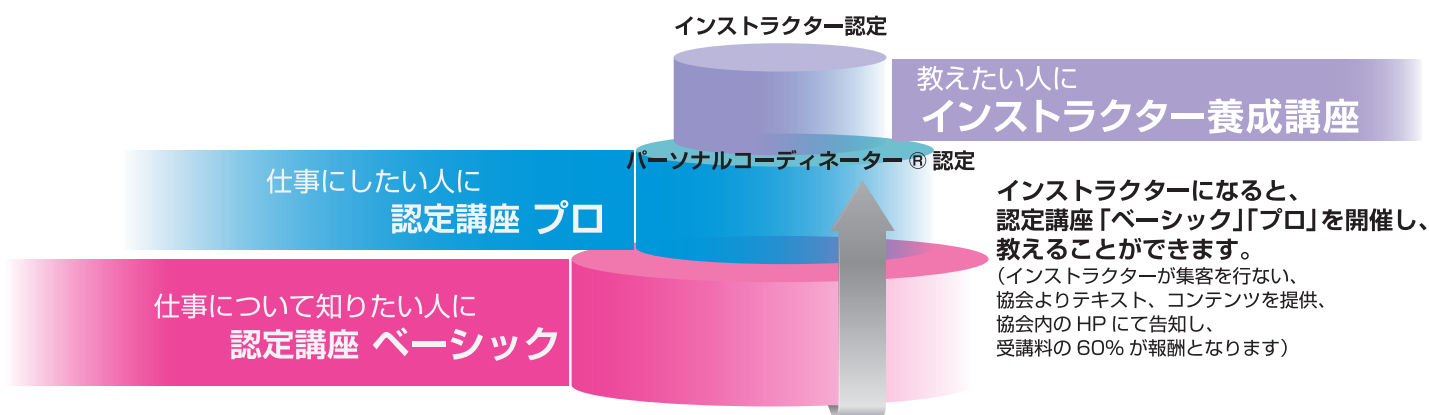 インストラクター認定
教えたい人に
インストラクター養成講座
パーソナルコーディネーター ® 認定
仕事にしたい人に
認定講座 プロ
インストラクターになると、
認定講座「ベーシック」「プロ」を開催し、
教えることができます。
（インストラクターが集客を行ない、
協会よりテキスト、コンテンツを提供、
協会内の HP にて告知し、
受講料の 60% が報酬となります）
仕事について知りたい人に
認定講座 ベーシック